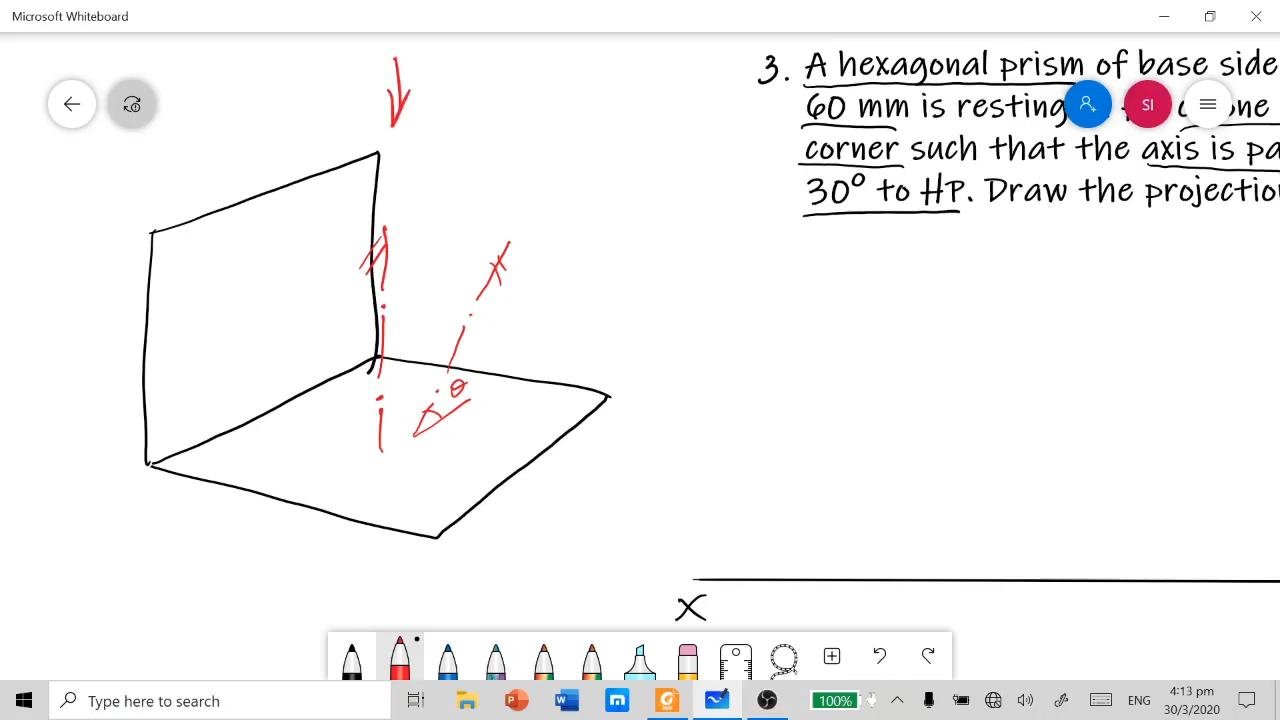 Microsoft Whiteboard
3. A hexagonal prism of base side
60 mm is resting one
corner such that the axis is pa
30° to HP. Draw the projectio
SI
θ
X
Type here to search
100%
ENG
4:13 pm
30/3/2020